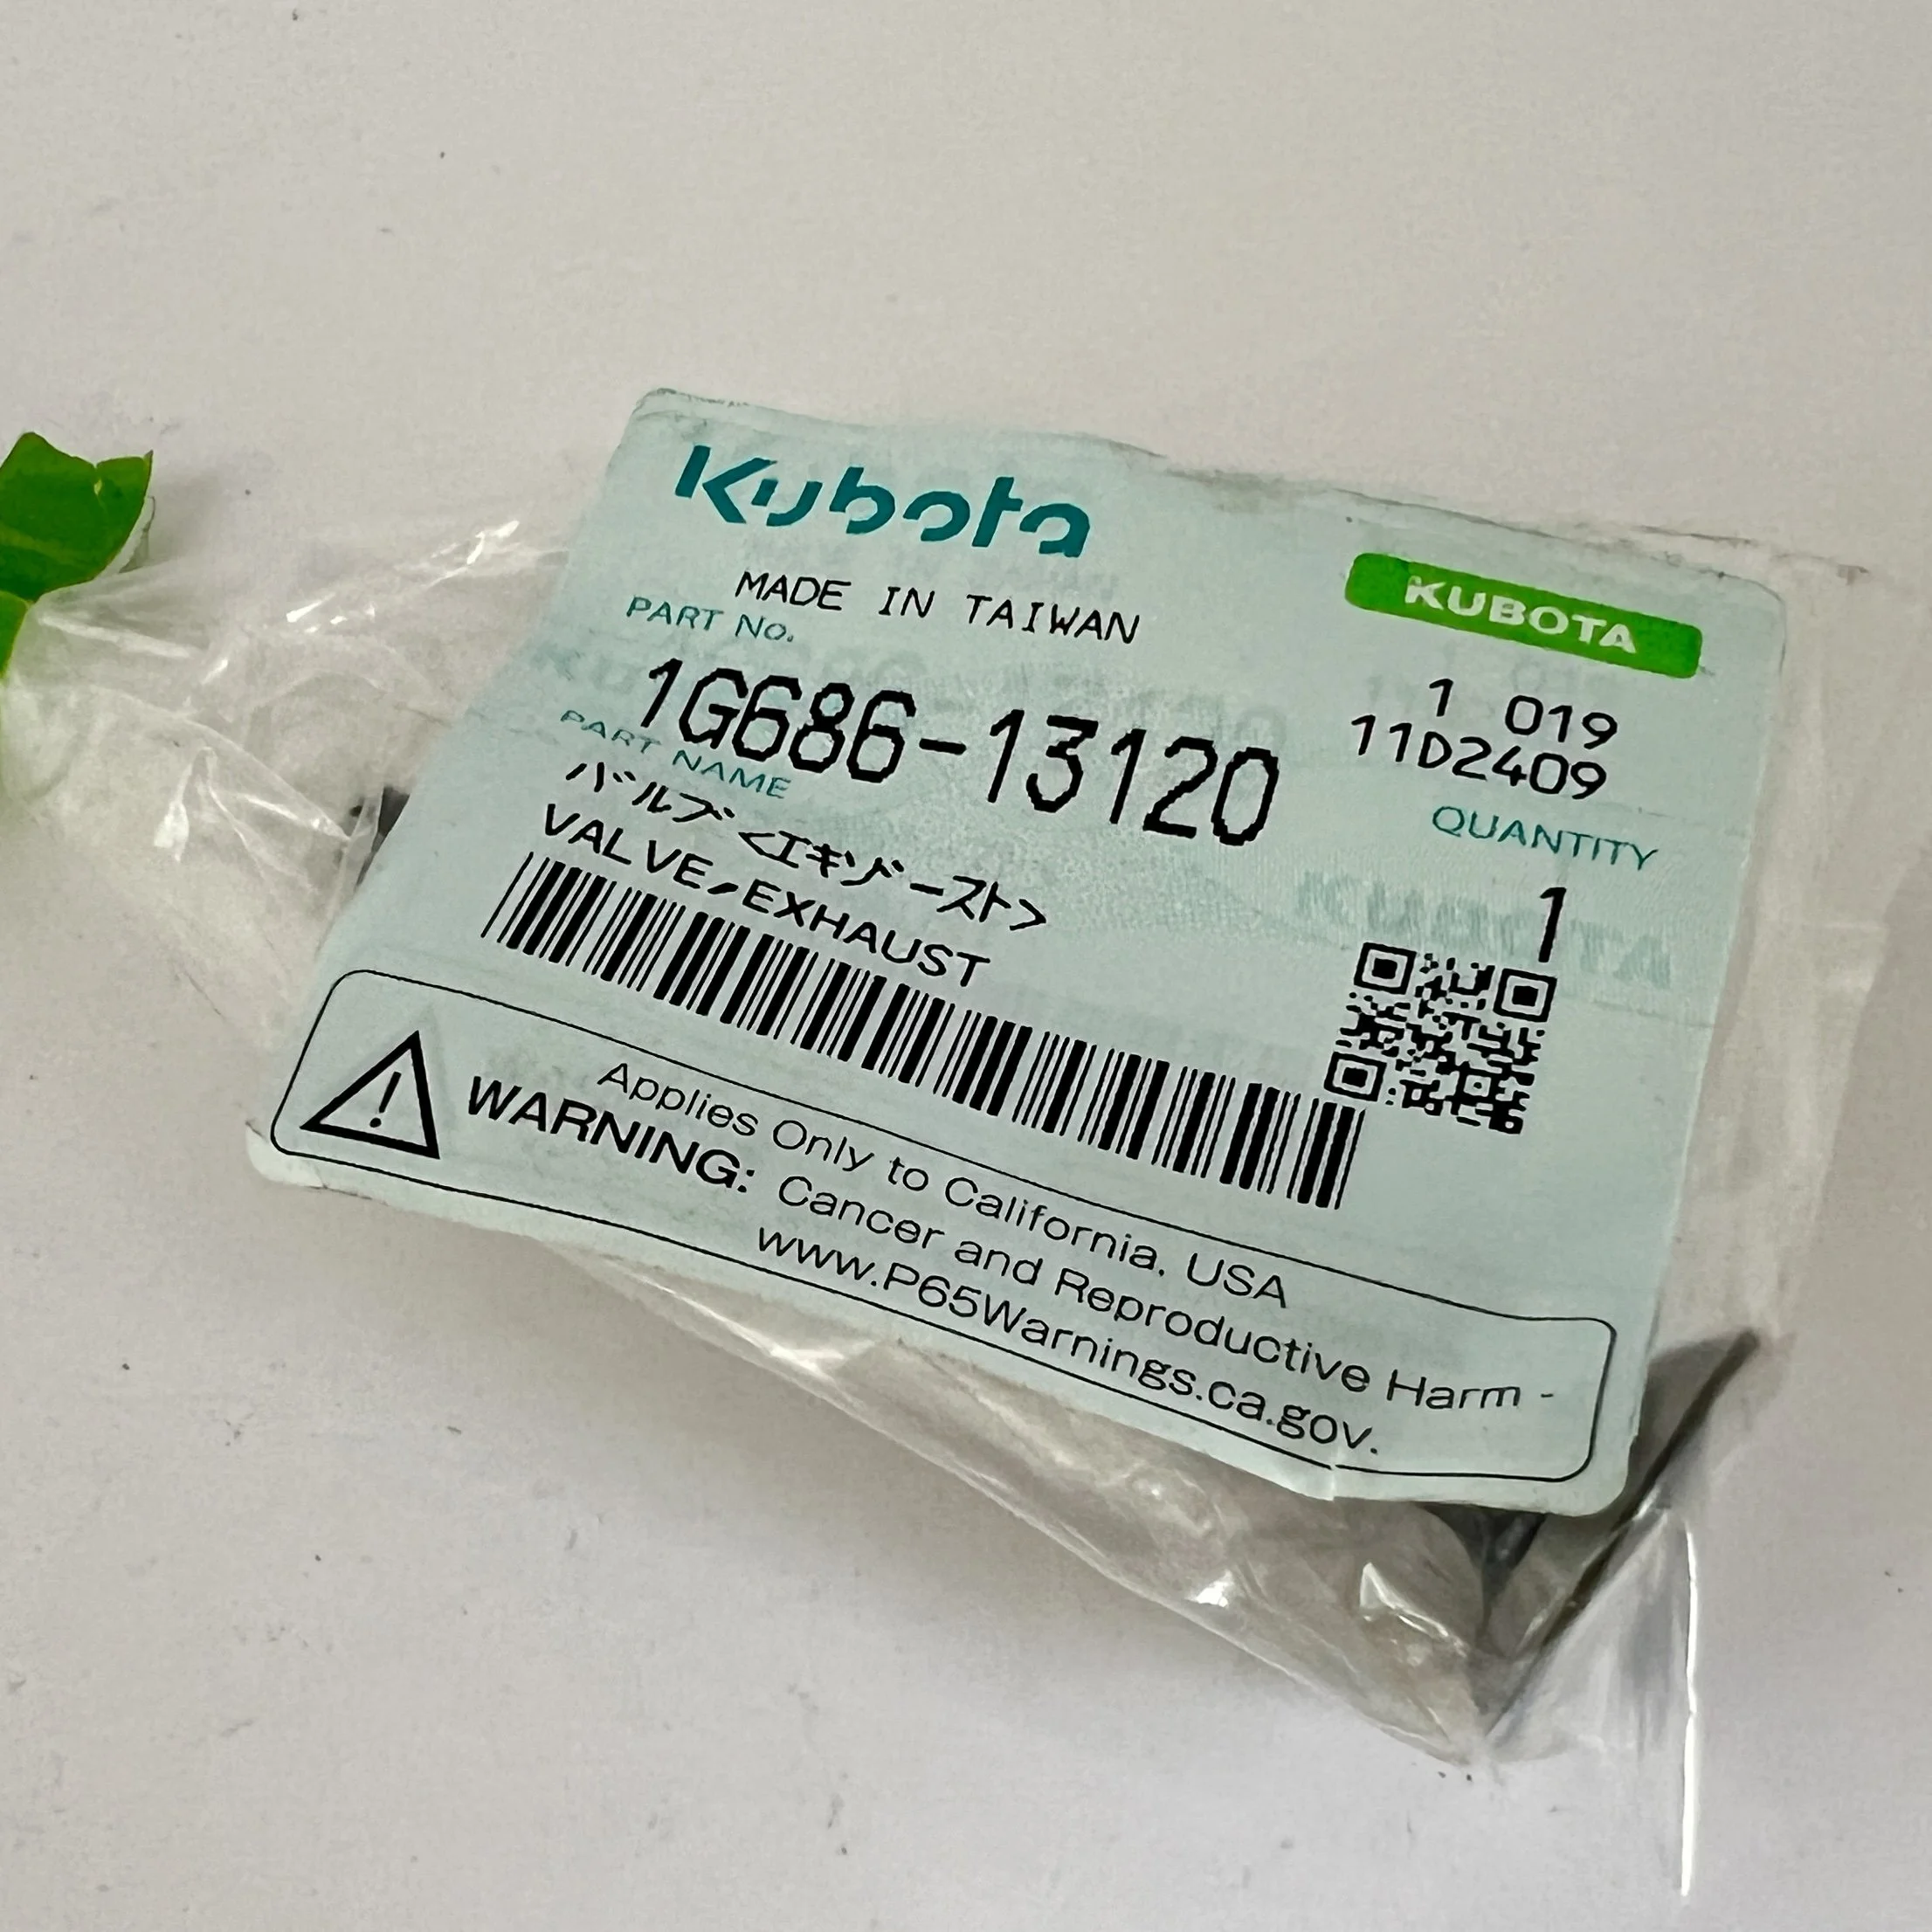 Kubota
KUBOTA
MADE IN TAIWAN
PART No.
1G686-13120
1 019
11D2409
PART NAME
バルブ<エキゾースト>
VALVE,EXHAUST
QUANTITY
1
Applies Only to California, USA
WARNING: Cancer and Reproductive Harm -
www.P65Warnings.ca.gov.